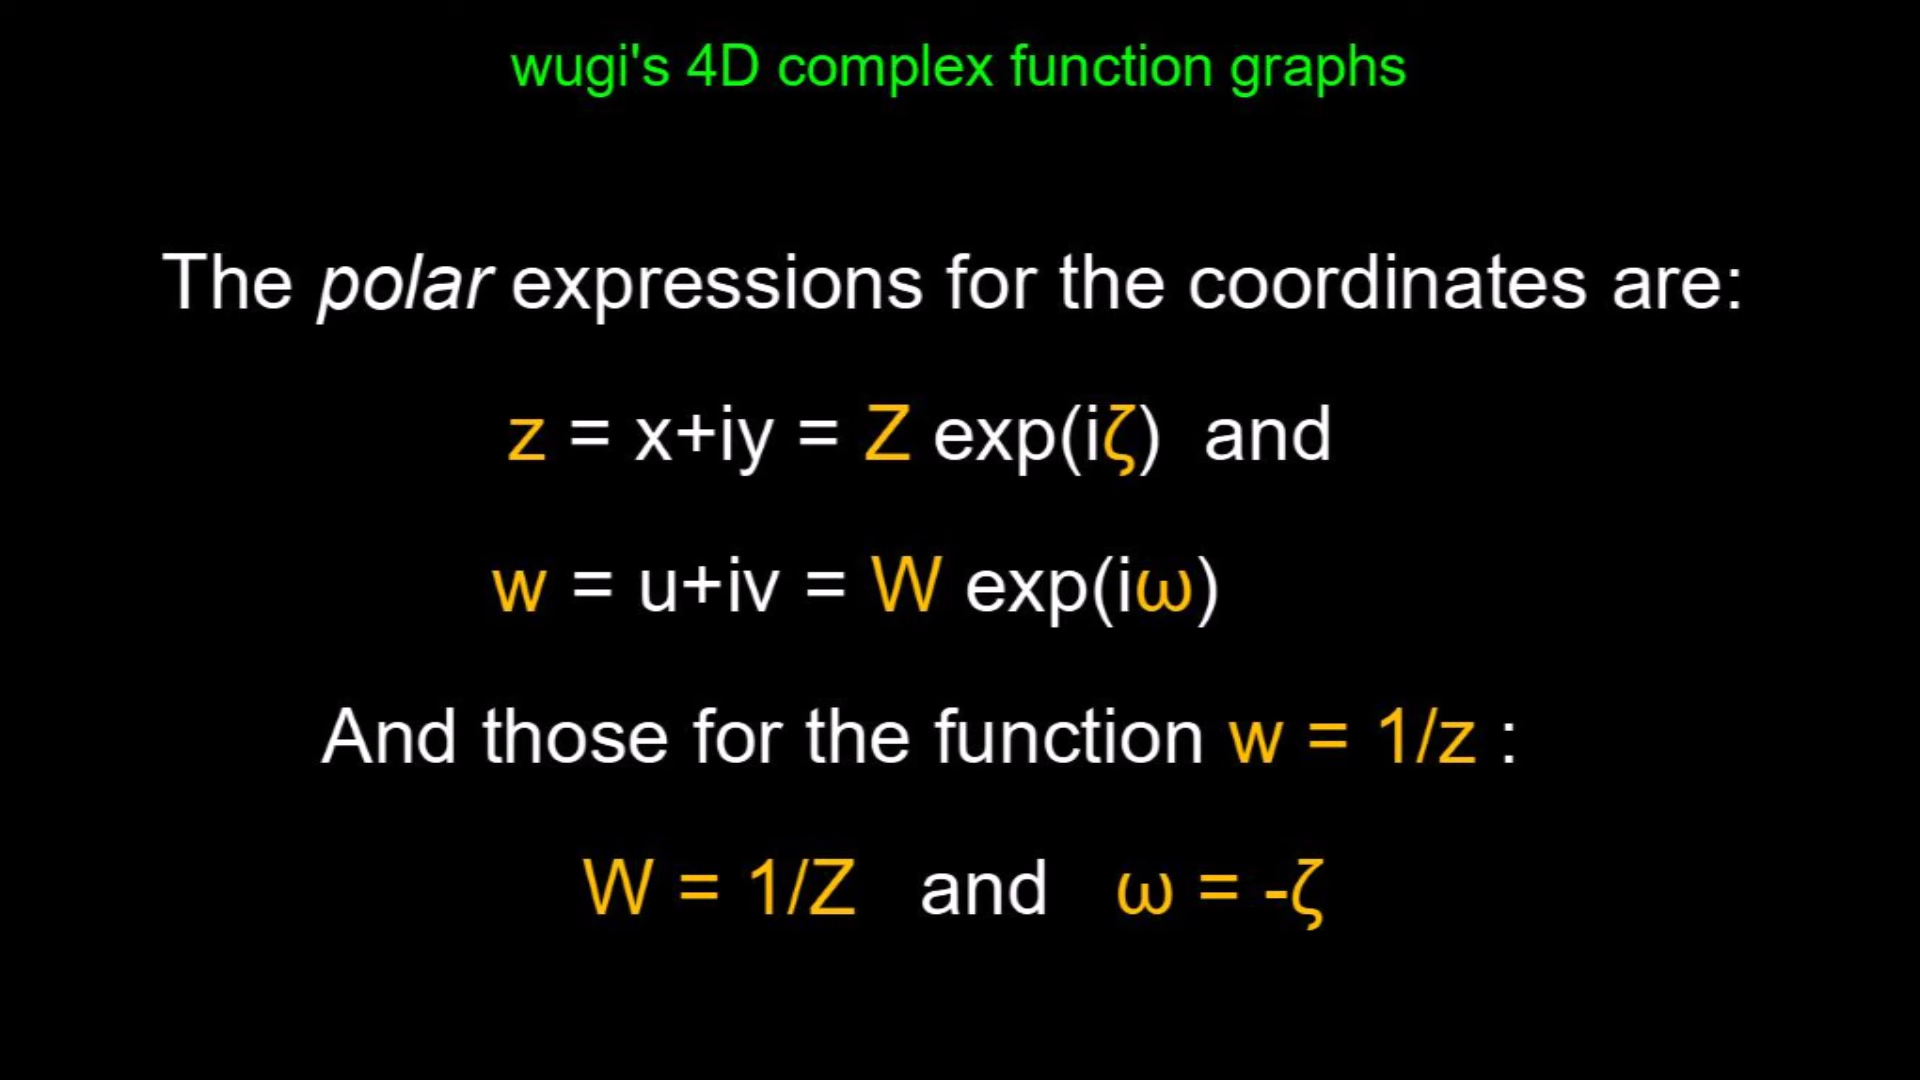 wugi's 4D complex function graphs
The polar expressions for the coordinates are:
z = x+iy = Z exp(iζ) and
w = u+iv = W exp(iω)
And those for the function w = 1/z :
W = 1/Z and ω = -ζ